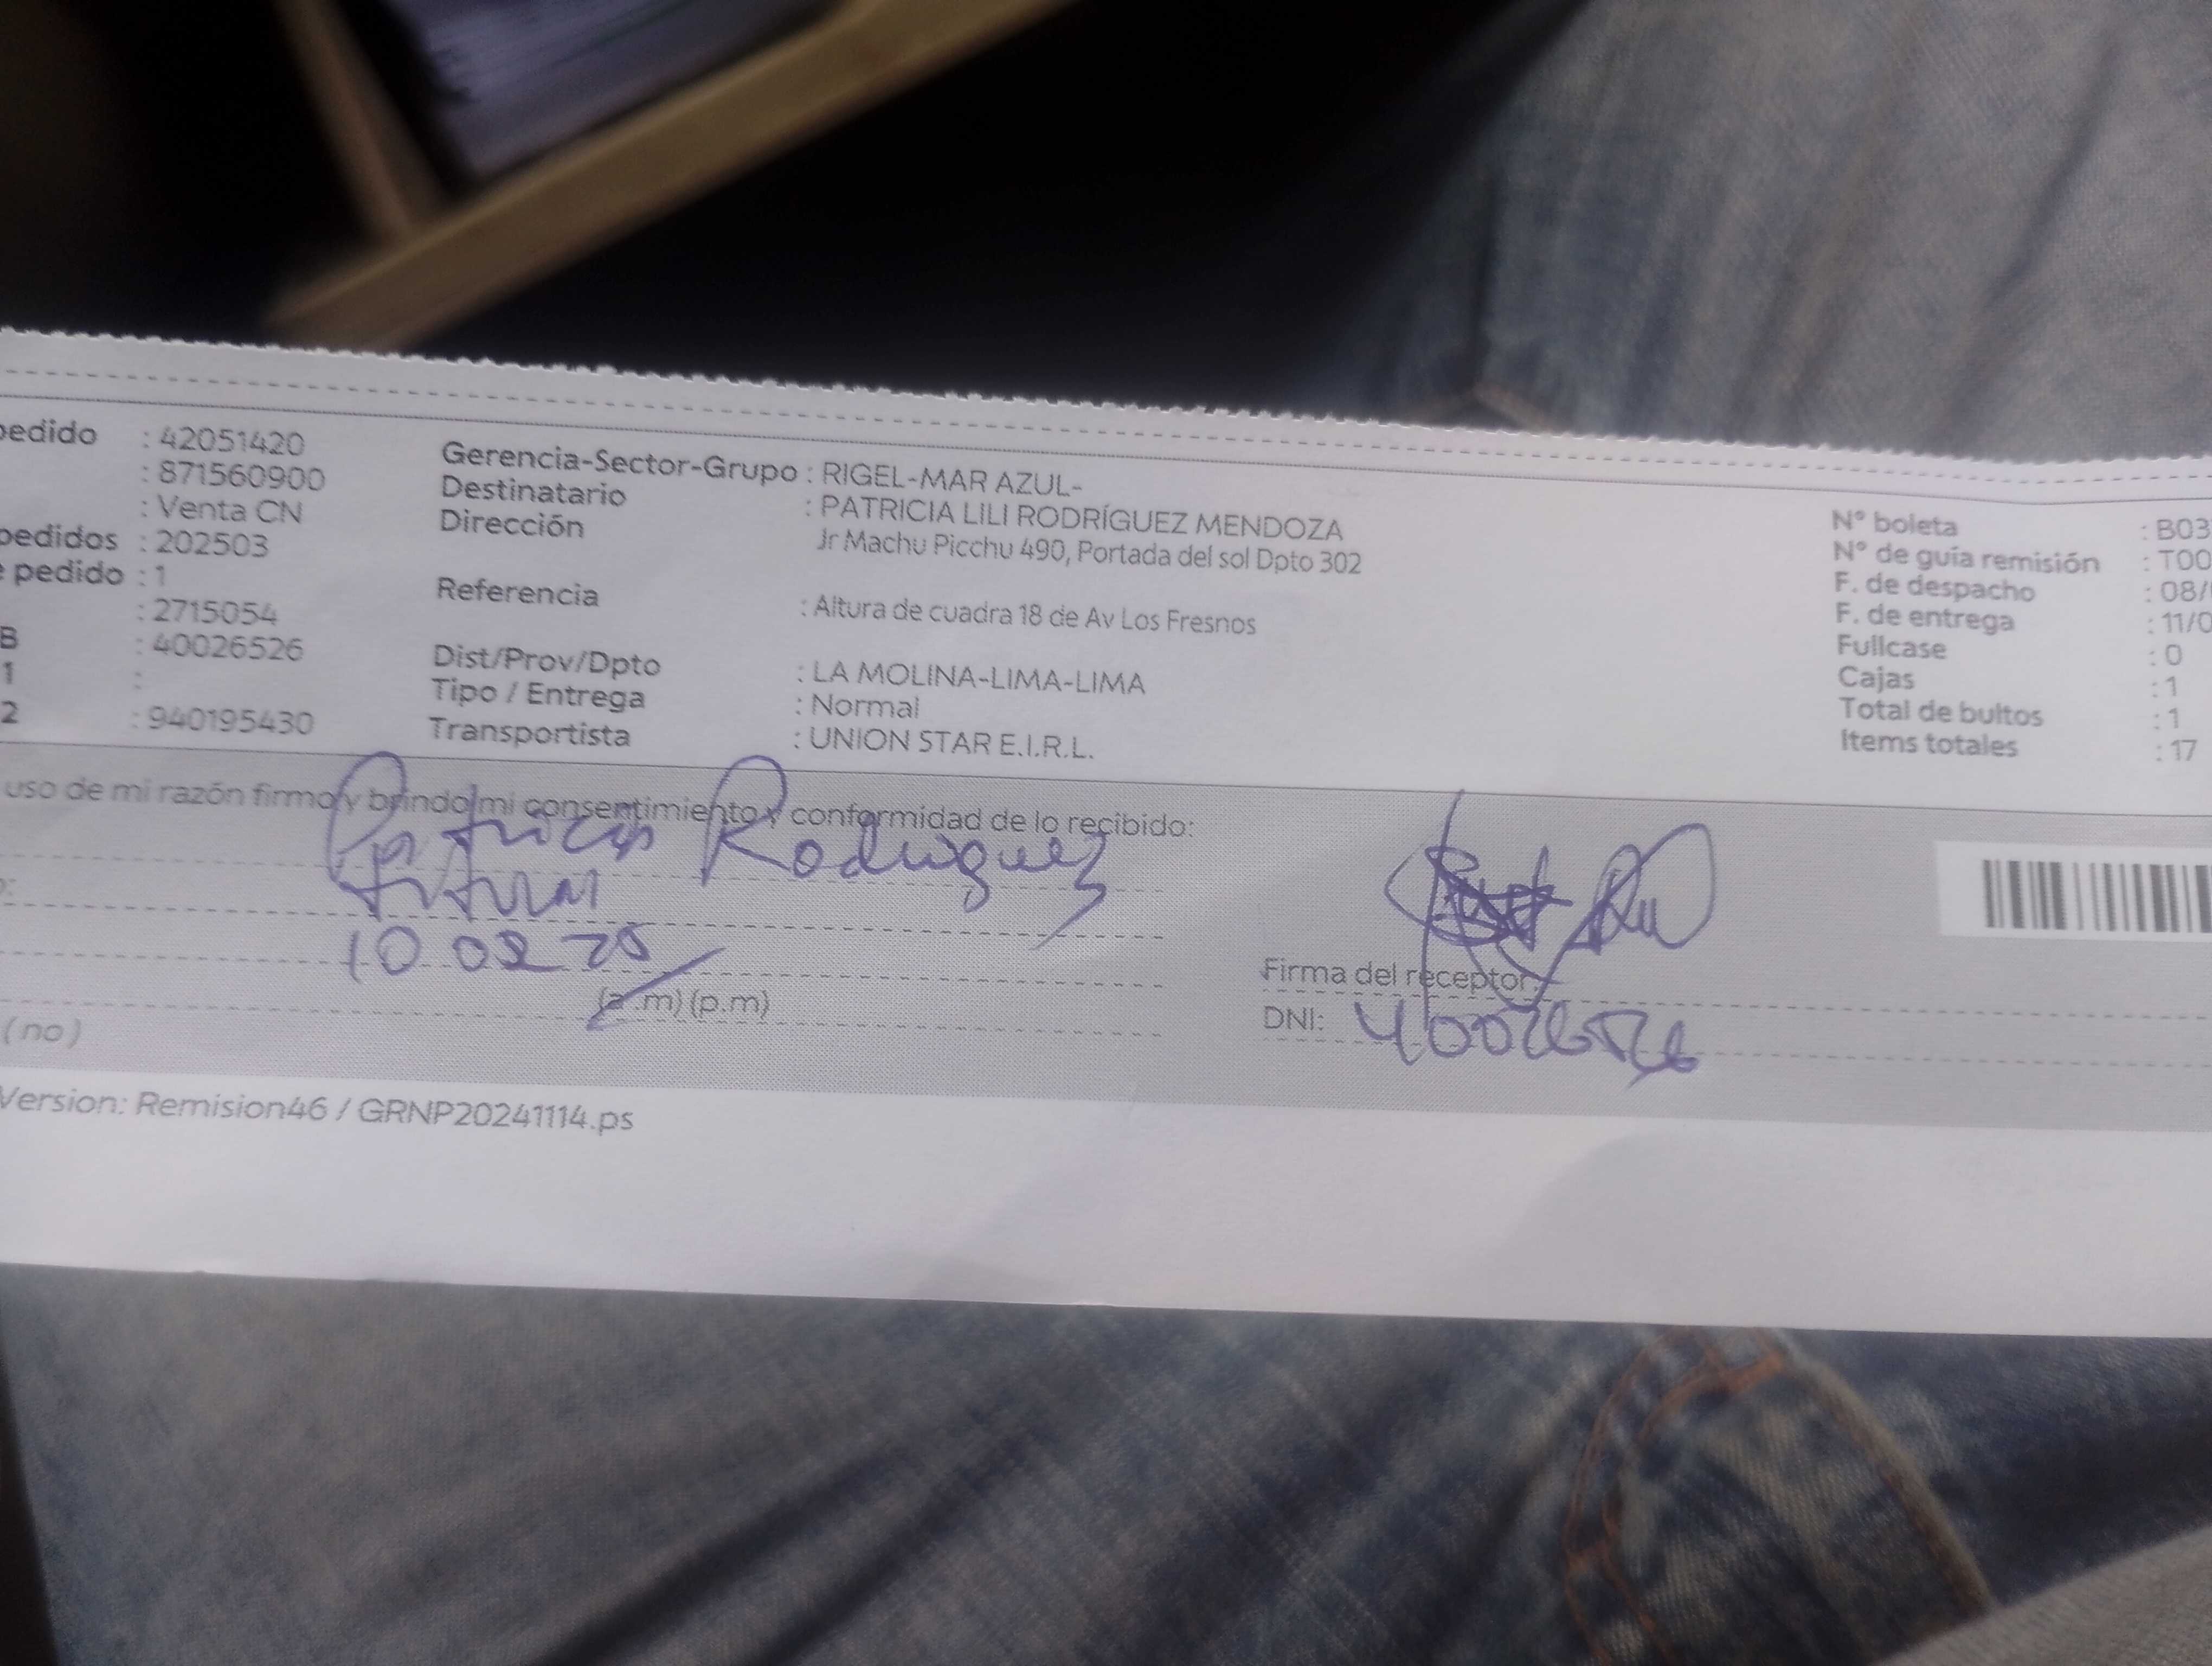 pedido : 42051420
: 871560900
: Venta CN
pedidos : 202503
pedido : 1
: 2715054
B : 40026526
1 :
2 : 940195430
Gerencia-Sector-Grupo : RIGEL-MAR AZUL-
Destinatario : PATRICIA LILI RODRÍGUEZ MENDOZA
Dirección Jr Machu Picchu 490, Portada del sol Dpto 302
Referencia : Altura de cuadra 18 de Av Los Fresnos
Dist/Prov/Dpto : LA MOLINA-LIMA-LIMA
Tipo / Entrega : Normal
Transportista : UNION STAR E.I.R.L.
N° boleta : B03
N° de guía remisión : T00
F. de despacho : 08/
F. de entrega : 11/0
Fullcase : 0
Cajas : 1
Total de bultos : 1
Items totales : 17
uso de mi razón firmo y brindo mi consentimiento y conformidad de lo recibido:
Patricia Rodriguez
titular
10 02 25
(a.m) (p.m)
(no)
Firma del receptor:
DNI: 40026526
Version: Remision46 / GRNP20241114.ps